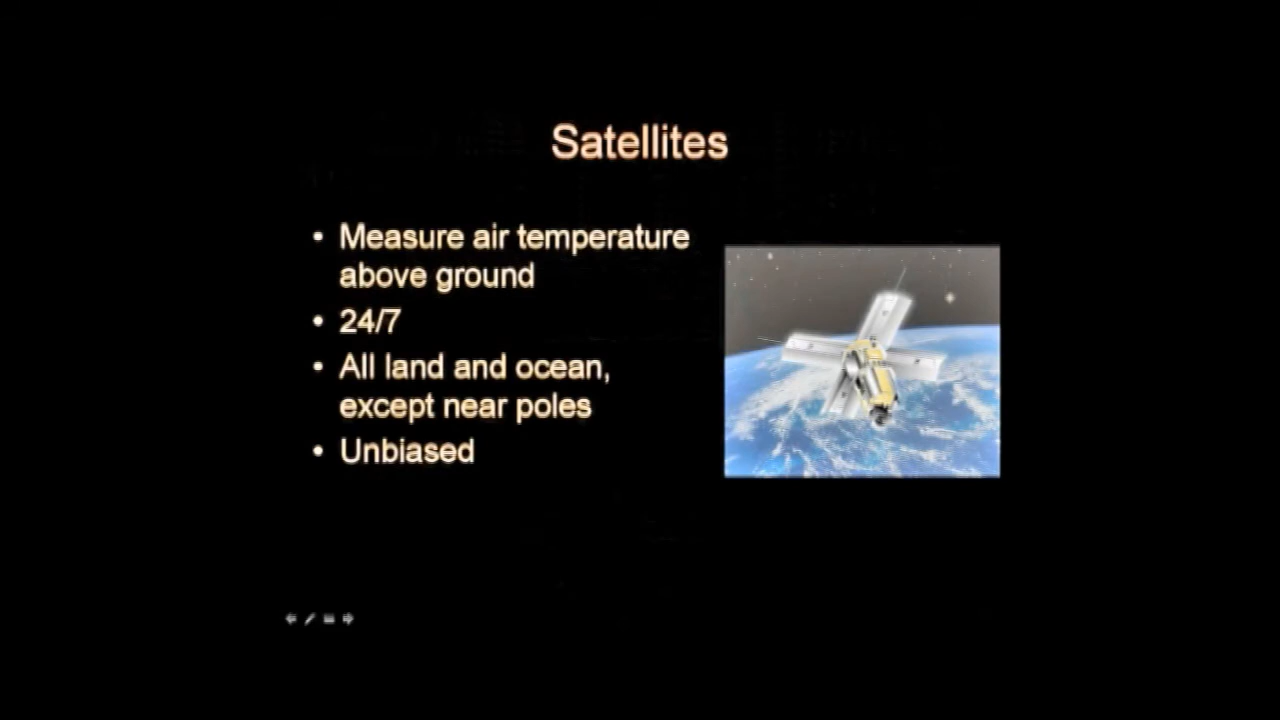 Satellites
• Measure air temperature
above ground
• 24/7
• All land and ocean,
except near poles
• Unbiased